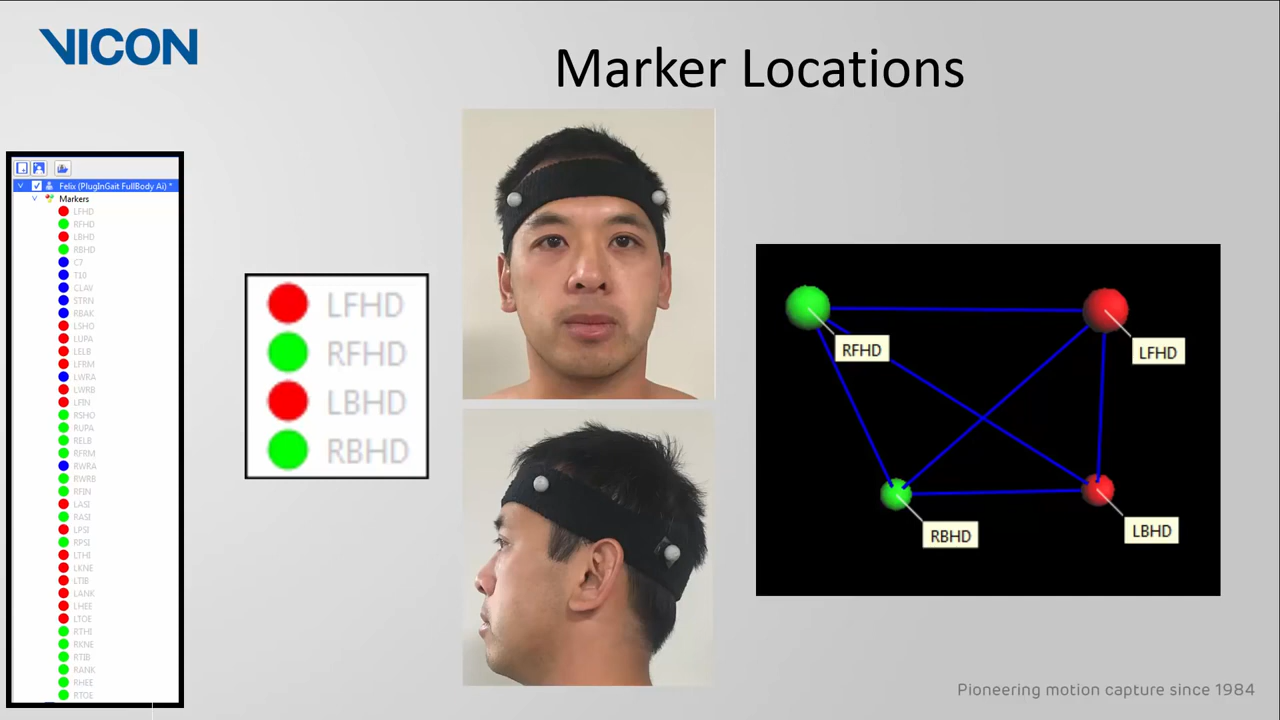 VICON
Marker Locations
Felix (PlugInGait FullBody Ai) *
Markers
LFHD
RFHD
LBHD
RBHD
C7
T10
CLAV
STRN
RBAK
LSHO
LUPA
LELB
LFRM
LWRA
LWRB
LFIN
RSHO
RUPA
RELB
RFRM
RWRA
RWRB
RFIN
LASI
RASI
LPSI
RPSI
LTHI
LKNE
LTIB
LANK
LHEE
LTOE
RTHI
RKNE
RTIB
RANK
RHEE
RTOE
LFHD
RFHD
LBHD
RBHD
RFHD
LFHD
RBHD
LBHD
Pioneering motion capture since 1984